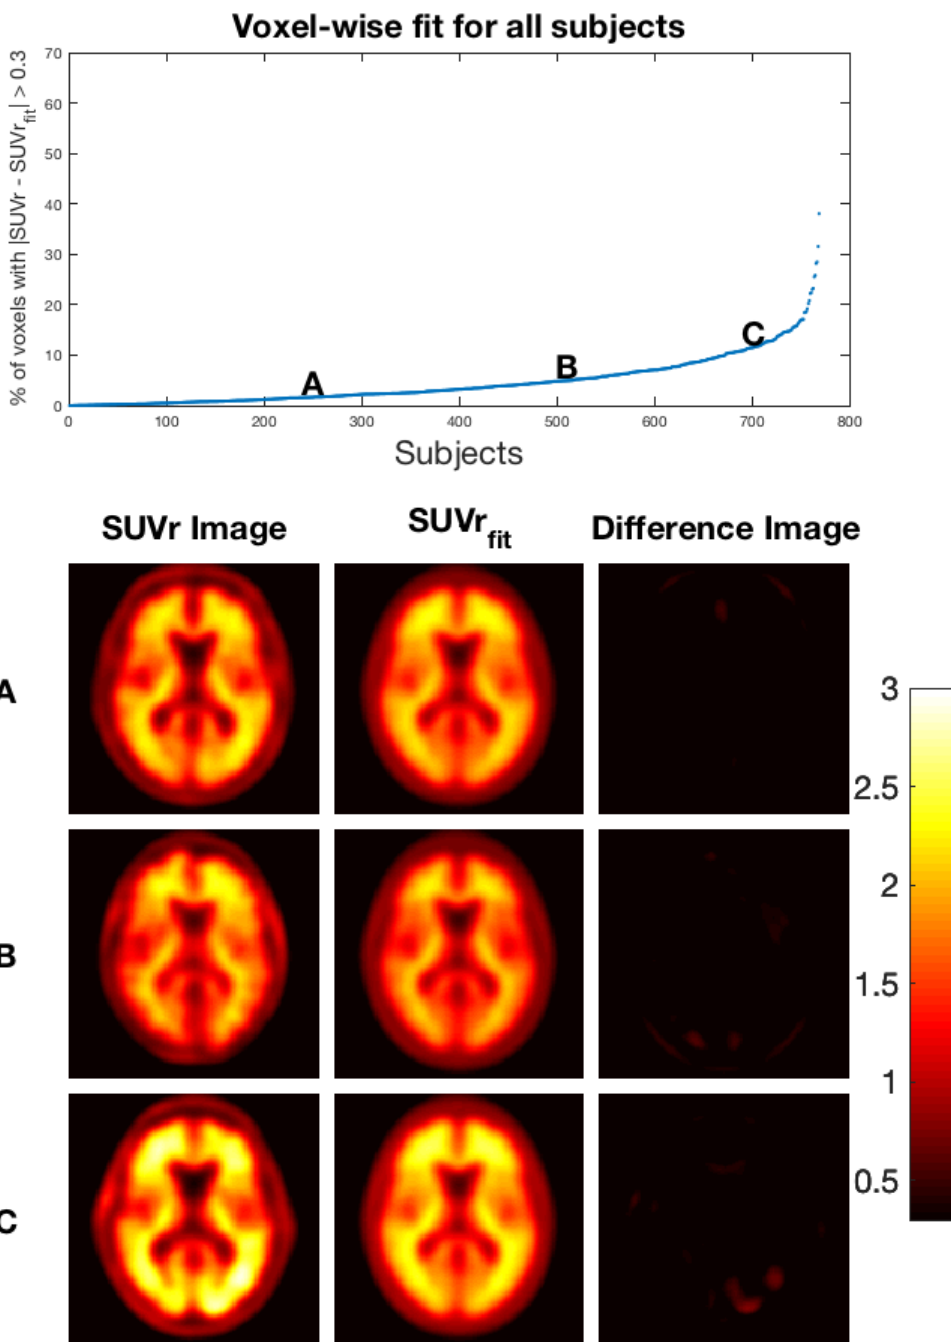 Voxel-wise fit for all subjects
% of voxels with |SUVr - SUVr_fit| > 0.3
70
60
50
40
30
20
10
0
A
B
C
0 100 200 300 400 500 600 700 800
Subjects
SUVr Image SUVr_fit Difference Image
A
B
C
3
2.5
2
1.5
1
0.5